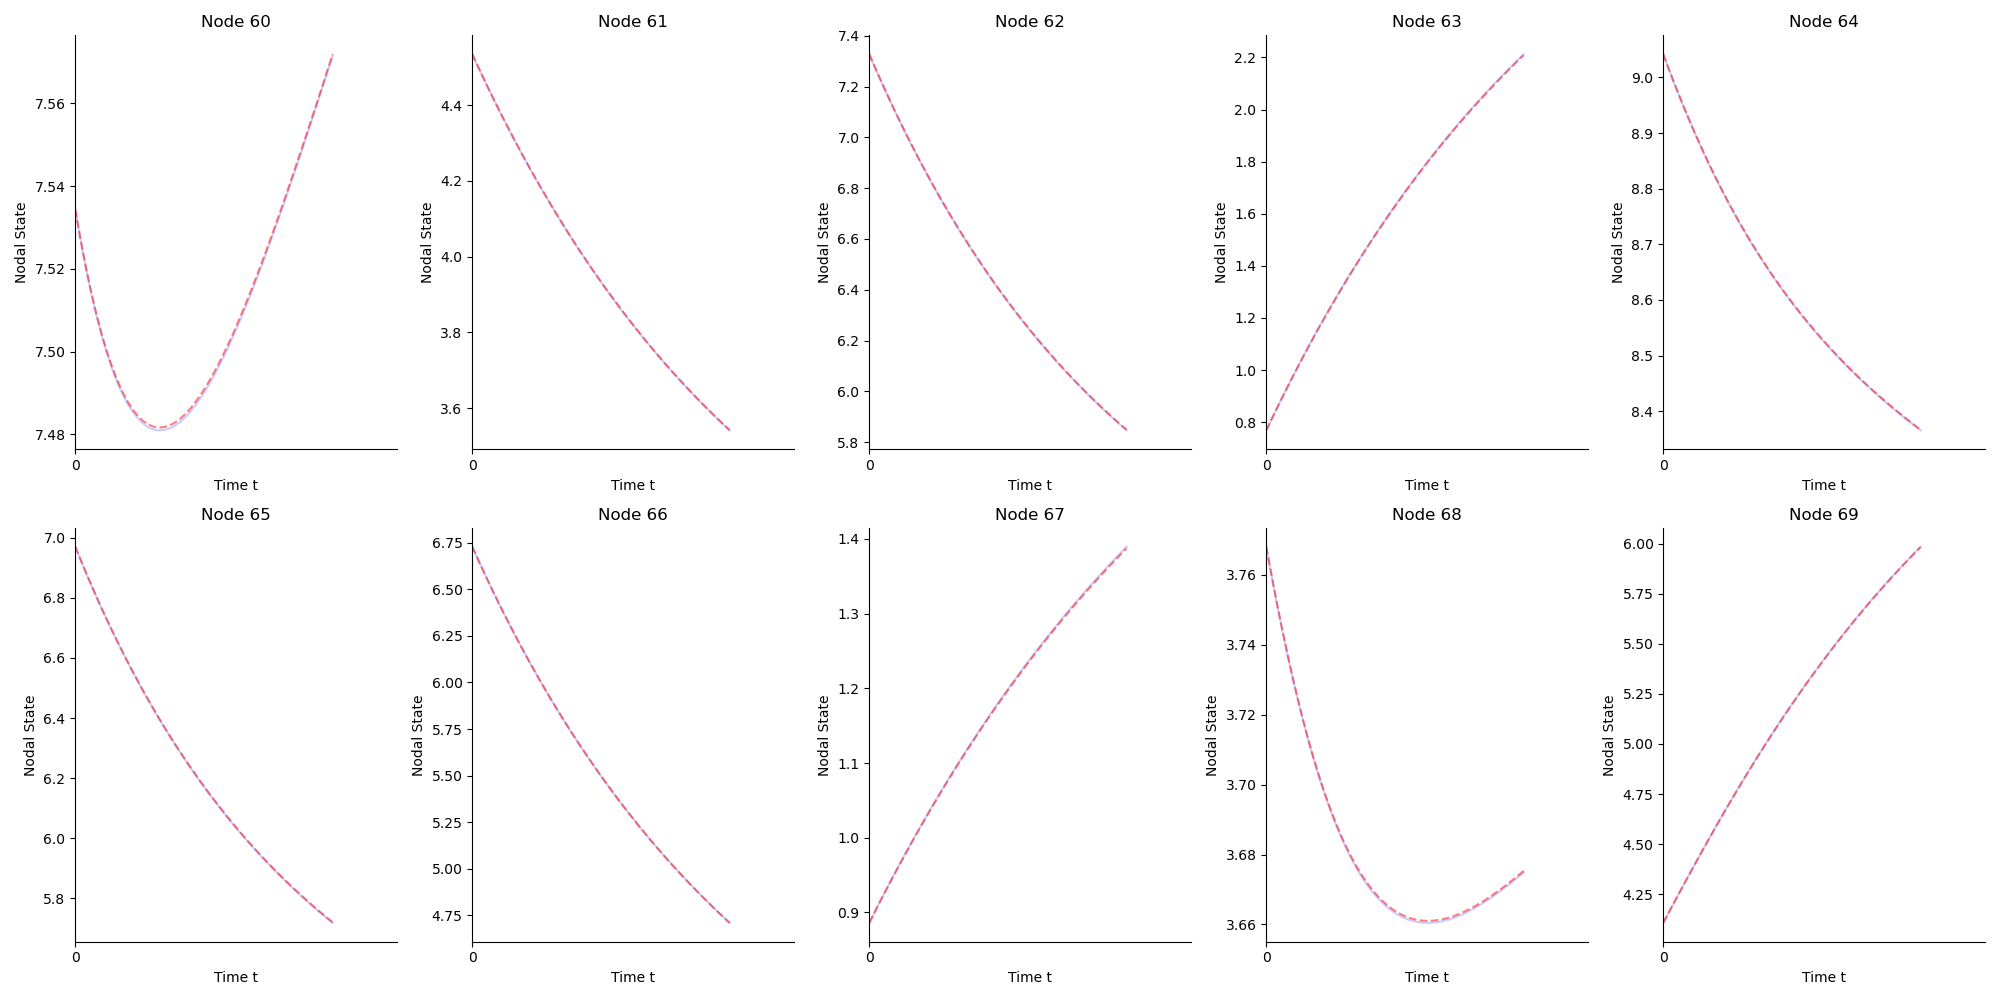 Node 60
Nodal State
7.56
7.54
7.52
7.50
7.48
0
Time t
Node 61
Nodal State
4.4
4.2
4.0
3.8
3.6
0
Time t
Node 62
Nodal State
7.4
7.2
7.0
6.8
6.6
6.4
6.2
6.0
5.8
0
Time t
Node 63
Nodal State
2.2
2.0
1.8
1.6
1.4
1.2
1.0
0.8
0
Time t
Node 64
Nodal State
9.0
8.9
8.8
8.7
8.6
8.5
8.4
0
Time t
Node 65
Nodal State
7.0
6.8
6.6
6.4
6.2
6.0
5.8
0
Time t
Node 66
Nodal State
6.75
6.50
6.25
6.00
5.75
5.50
5.25
5.00
4.75
0
Time t
Node 67
Nodal State
1.4
1.3
1.2
1.1
1.0
0.9
0
Time t
Node 68
Nodal State
3.76
3.74
3.72
3.70
3.68
3.66
0
Time t
Node 69
Nodal State
6.00
5.75
5.50
5.25
5.00
4.75
4.50
4.25
0
Time t